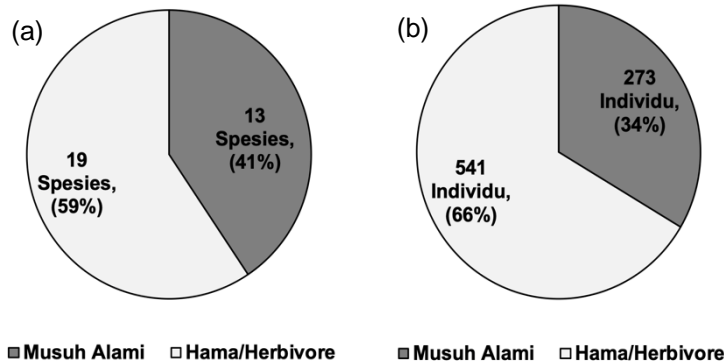 (a)
13
Spesies,
(41%)
19
Spesies,
(59%)
Musuh Alami
Hama/Herbivore
(b)
273
Individu,
(34%)
541
Individu,
(66%)
Musuh Alami
Hama/Herbivore